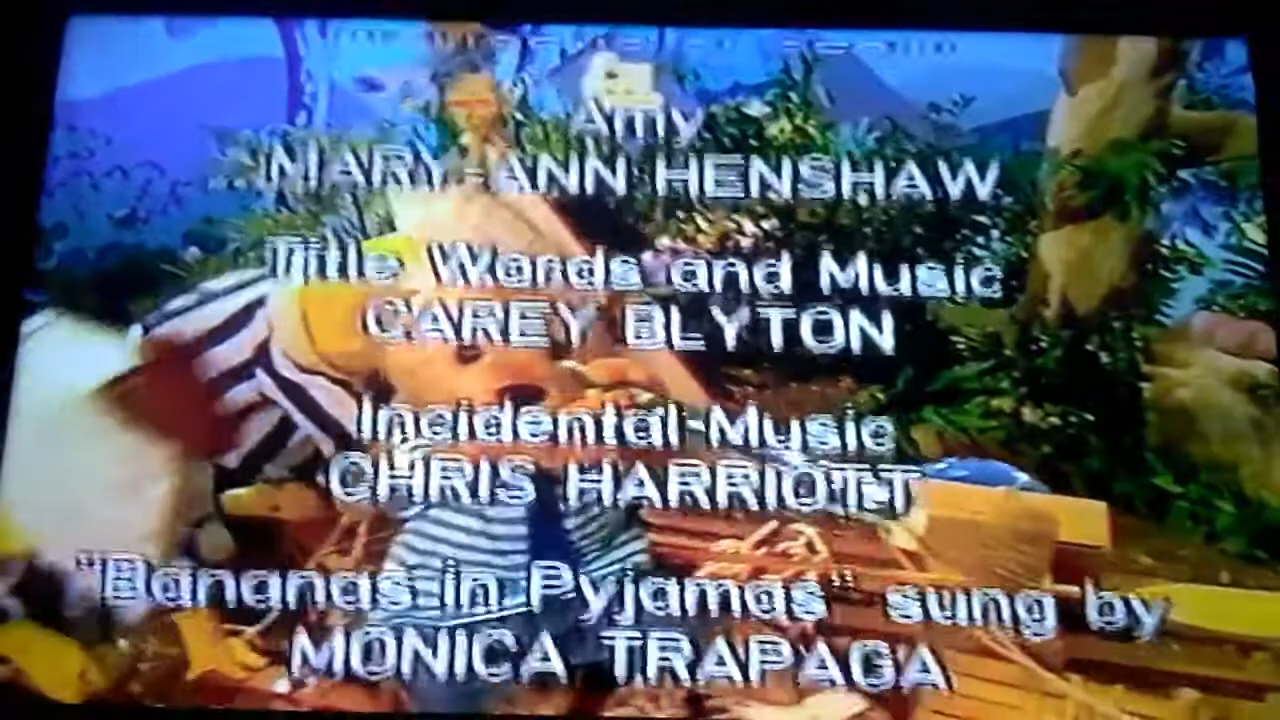 Amy
MARY-ANN HENSHAW
Title Words and Music
CAREY BLYTON
Incidental Music
CHRIS HARRIOTT
"Bananas in Pyjamas" sung by
MONICA TRAPAGA